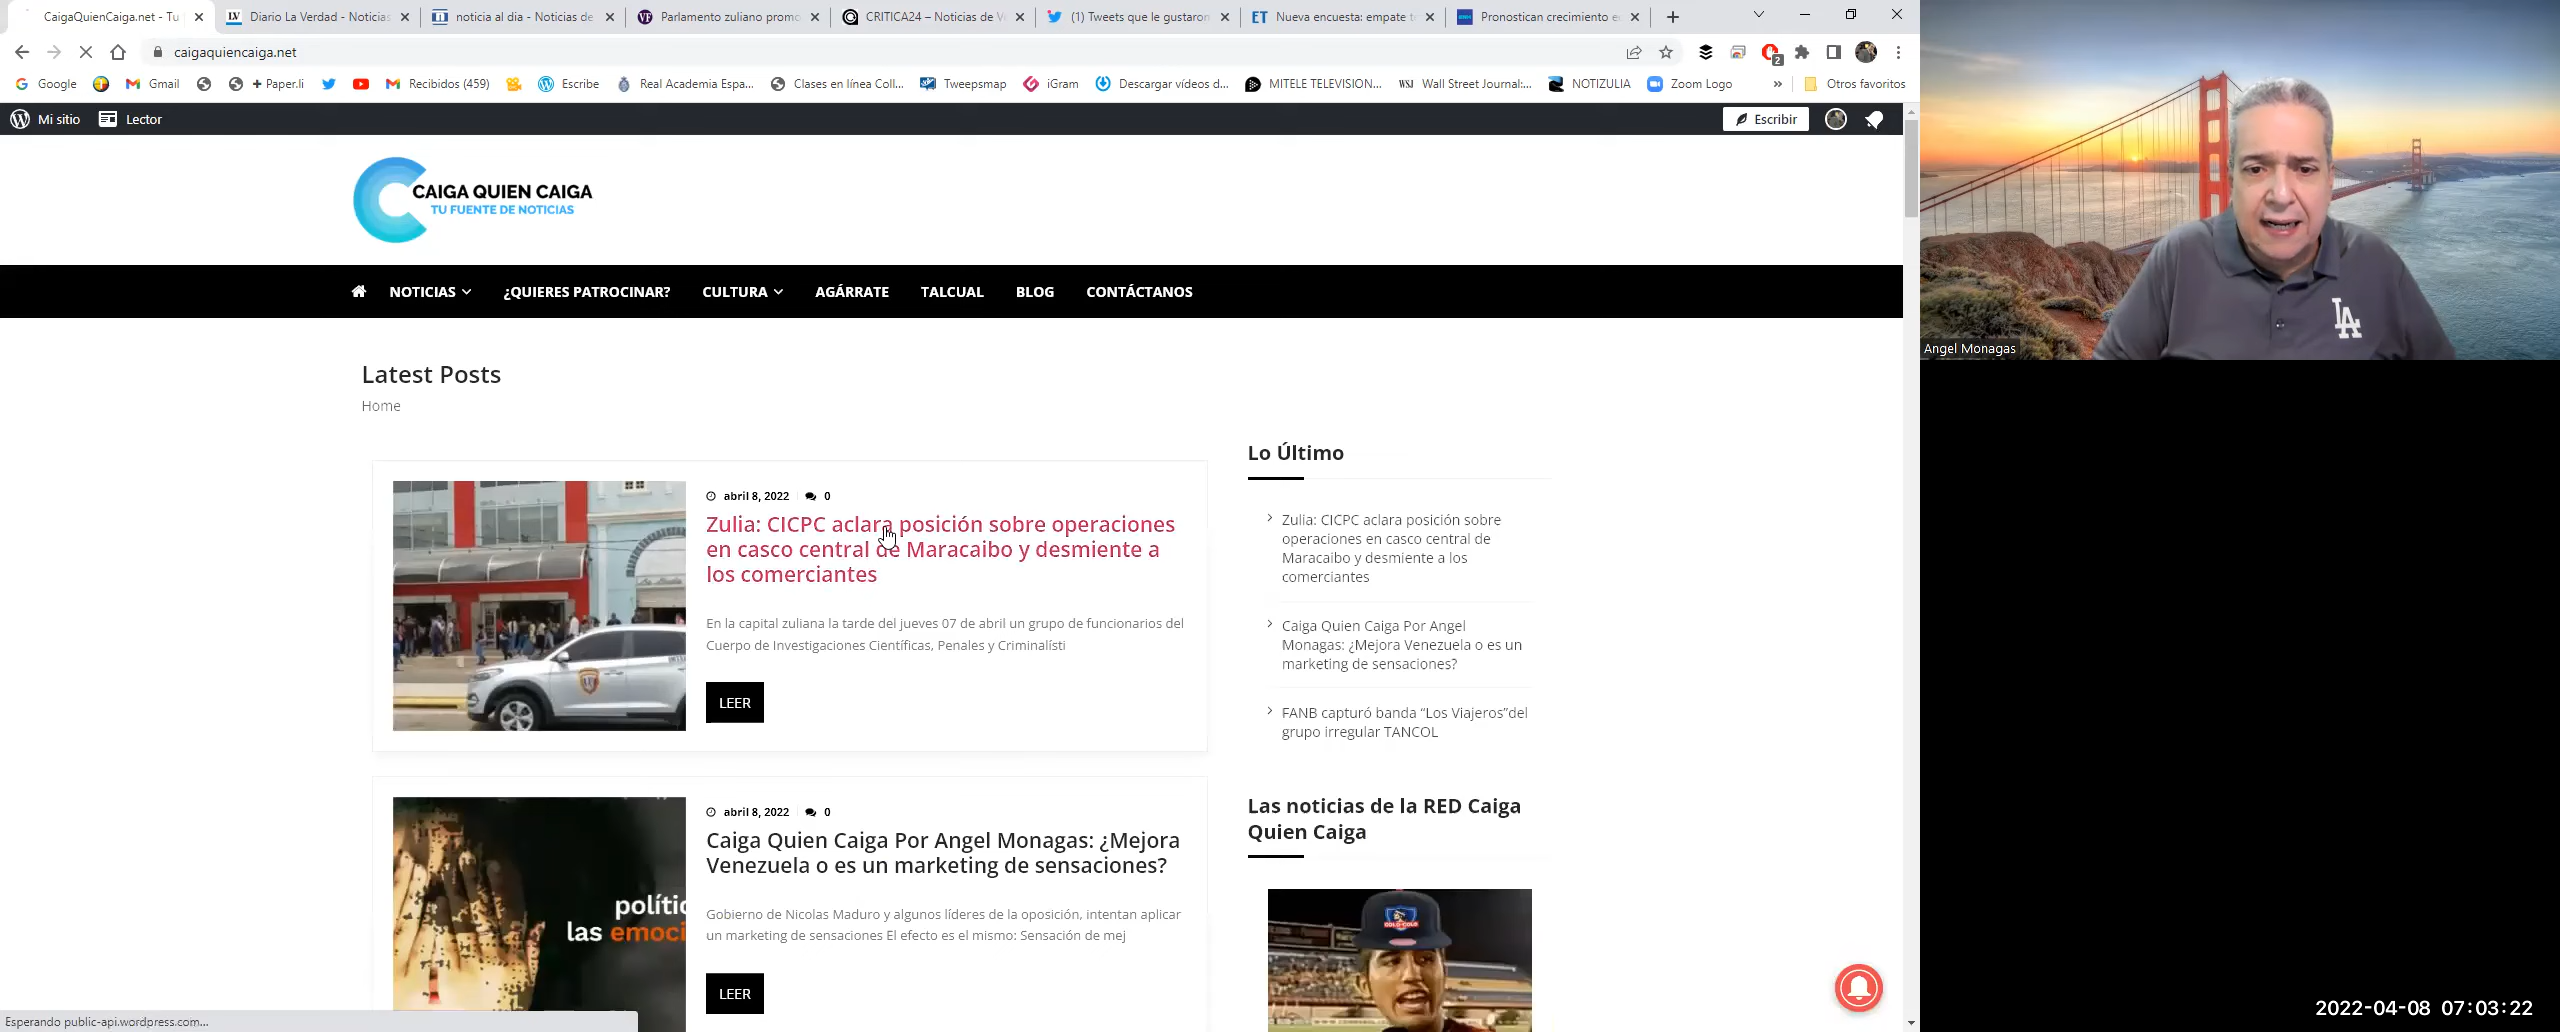 CaigaQuienCaiga.net - Tu
Diario La Verdad - Noticias
noticia al dia - Noticias de
Parlamento zuliano promo
CRITICA24 – Noticias de V
(1) Tweets que le gustaron
Nueva encuesta: empate t
Pronostican crecimiento e
caigaquiencaiga.net
2
Google
Gmail
+ Paper.li
Recibidos (459)
Escribe
Real Academia Espa...
Clases en línea Coll...
Tweepsmap
iGram
Descargar vídeos d...
MITELE TELEVISION...
WSJ Wall Street Journal:...
NOTIZULIA
Zoom Logo
»
Otros favoritos
Mi sitio
Lector
Escribir
CAIGA QUIEN CAIGA
TU FUENTE DE NOTICIAS
NOTICIAS
¿QUIERES PATROCINAR?
CULTURA
AGÁRRATE
TALCUAL
BLOG
CONTÁCTANOS
Latest Posts
Home
abril 8, 2022
0
Zulia: CICPC aclara posición sobre operaciones
en casco central de Maracaibo y desmiente a
los comerciantes
En la capital zuliana la tarde del jueves 07 de abril un grupo de funcionarios del
Cuerpo de Investigaciones Científicas, Penales y Criminalísti
LEER
abril 8, 2022
0
Caiga Quien Caiga Por Angel Monagas: ¿Mejora
Venezuela o es un marketing de sensaciones?
polític
las emoci
Gobierno de Nicolas Maduro y algunos líderes de la oposición, intentan aplicar
un marketing de sensaciones El efecto es el mismo: Sensación de mej
LEER
Lo Último
Zulia: CICPC aclara posición sobre
operaciones en casco central de
Maracaibo y desmiente a los
comerciantes
Caiga Quien Caiga Por Angel
Monagas: ¿Mejora Venezuela o es un
marketing de sensaciones?
FANB capturó banda “Los Viajeros”del
grupo irregular TANCOL
Las noticias de la RED Caiga
Quien Caiga
COLO-COLO
Esperando public-api.wordpress.com...
LA
Angel Monagas
2022-04-08 07:03:22